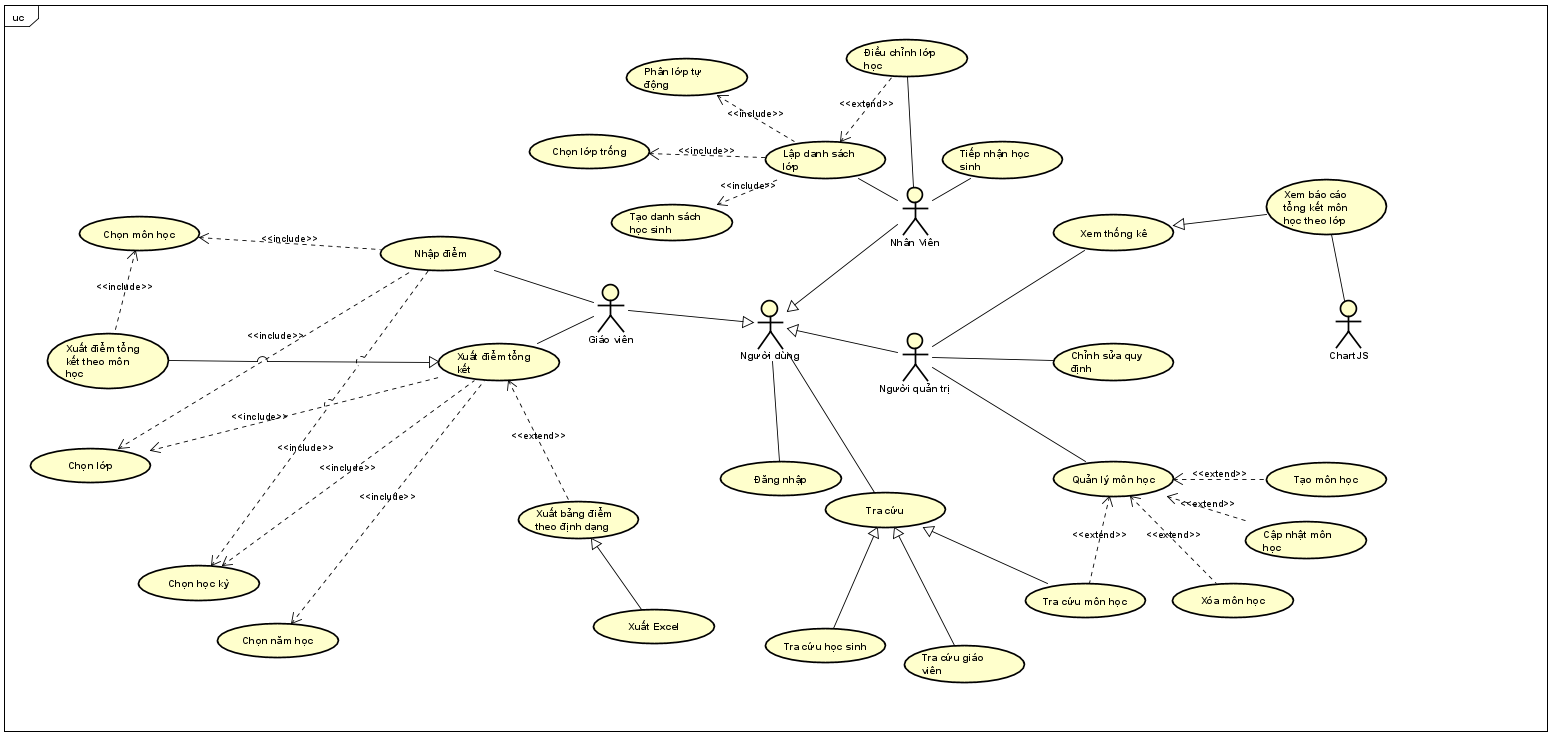 uc
Điều chỉnh lớp
học
Phân lớp tự
động
<<extend>>
<<include>>
Chọn lớp trống
<<include>>
Lập danh sách
lớp
Tiếp nhận học
sinh
<<include>>
Tạo danh sách
học sinh
Xem báo cáo
tổng kết môn
học theo lớp
Chọn môn học
<<include>>
Nhập điểm
Nhân Viên
Xem thống kê
<<include>>
<<include>>
Giáo viên
Xuất điểm tổng
kết theo môn
học
Xuất điểm tổng
kết
Người dùng
Người quản trị
Chỉnh sửa quy
định
ChartJS
<<include>>
<<extend>>
<<include>>
<<include>>
Chọn lớp
<<include>>
Đăng nhập
Quản lý môn học
<<extend>>
Tạo môn học
Xuất bảng điểm
theo định dạng
Tra cứu
<<extend>>
<<extend>>
<<extend>>
Cập nhật môn
học
Chọn học kỳ
Tra cứu môn học
Xóa môn học
Chọn năm học
Xuất Excel
Tra cứu học sinh
Tra cứu giáo
viên